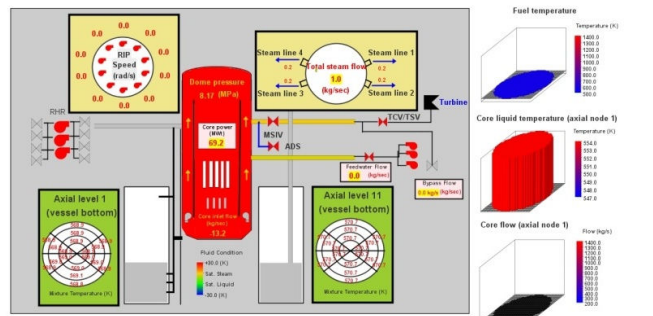 0.0
0.0 0.0
0.0 0.0
RIP
Speed
(rad/s)
0.0 0.0
0.0 0.0
0.0
RHR
Dome pressure
8.17 (MPa)
Core power
(MWt)
69.2
Core inlet flow
(kg/sec)
-13.2
Steam line 4
Steam line 1
0.2
0.2
Total steam flow
1.0
(kg/sec)
0.2
0.2
Steam line 3
Steam line 2
Turbine
TCV/TSV
MSIV
ADS
Feedwater Flow
0.0 (kg/sec)
Bypass Flow
0.0 kg/s (kg/sec)
Axial level 1
(vessel bottom)
Mixture Temperature (K)
Fluid Condition
+30.0 (K)
Sat. Steam
Sat. Liquid
-30.0 (K)
Axial level 11
(vessel bottom)
570.7
Mixture Temperature (K)
Fuel temperature
Temperature (K)
1400.0
1300.0
1200.0
1100.0
1000.0
900.0
800.0
700.0
600.0
500.0
400.0
300.0
Core liquid temperature (axial node 1)
Temperature (K)
554.0
553.0
552.0
551.0
550.0
549.0
548.0
547.0
Core flow (axial node 1)
Flow (kg/s)
1400.0
1300.0
1200.0
1100.0
1000.0
900.0
800.0
700.0
600.0
500.0
400.0
300.0
200.0